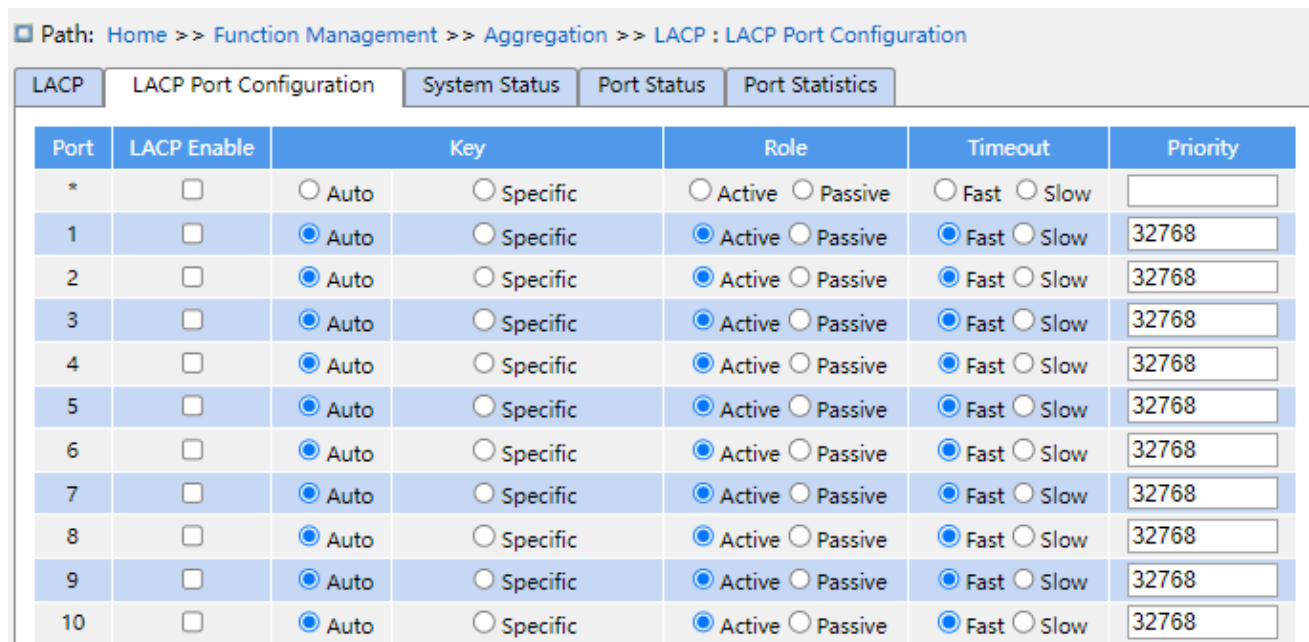 Path: Home >> Function Management >> Aggregation >> LACP : LACP Port Configuration
LACP LACP Port Configuration System Status Port Status Port Statistics
Port LACP Enable Key Role Timeout Priority
* Auto Specific Active Passive Fast Slow
1 Auto Specific Active Passive Fast Slow 32768
2 Auto Specific Active Passive Fast Slow 32768
3 Auto Specific Active Passive Fast Slow 32768
4 Auto Specific Active Passive Fast Slow 32768
5 Auto Specific Active Passive Fast Slow 32768
6 Auto Specific Active Passive Fast Slow 32768
7 Auto Specific Active Passive Fast Slow 32768
8 Auto Specific Active Passive Fast Slow 32768
9 Auto Specific Active Passive Fast Slow 32768
10 Auto Specific Active Passive Fast Slow 32768